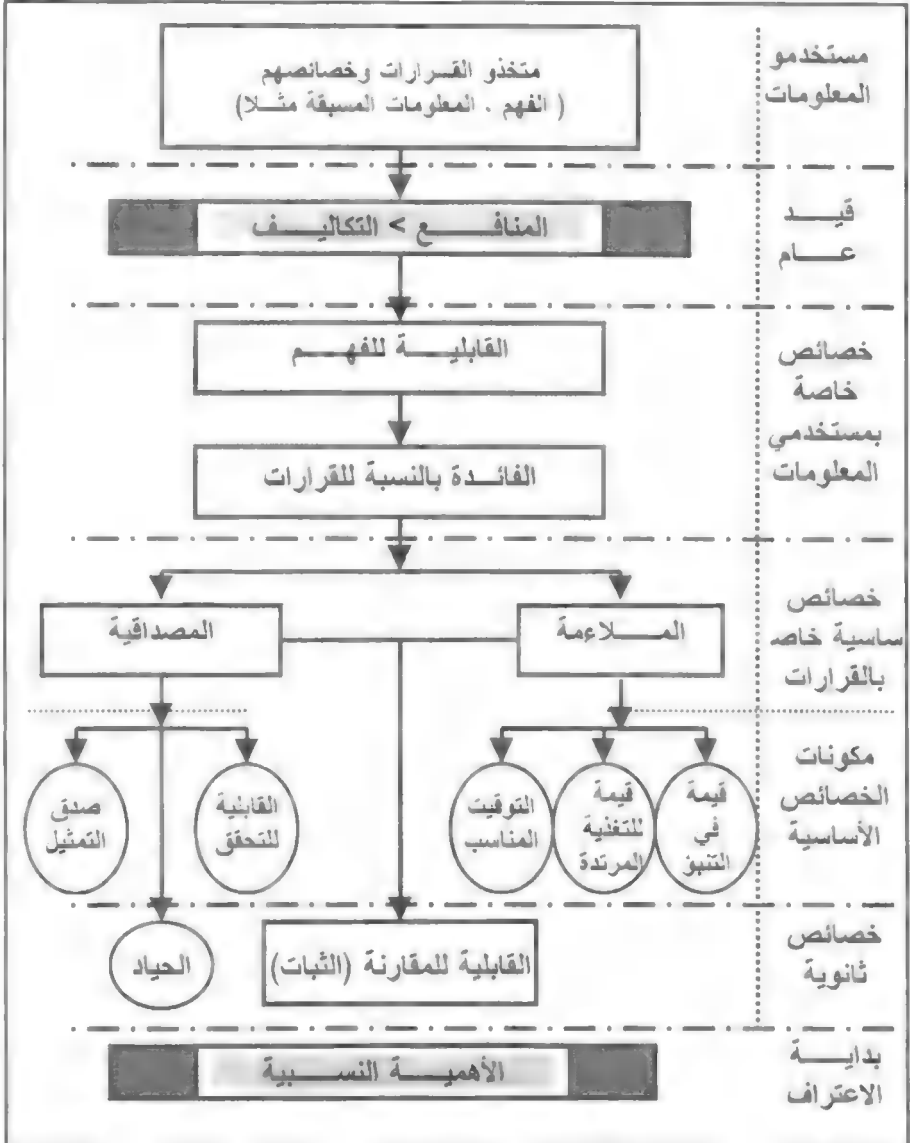 متخذو القرارات وخصائصهم
( الفهم . المعلومات المسبقة مثلا)
مستخدمو
المعلومات
المنافع > التكاليف
قيد
عام
القابلية للفهم
الفائدة بالنسبة للقرارات
خصائص
خاصة
بمستخدمي
المعلومات
الملاءمة
المصداقية
خصائص
ساسية خاصد
بالقرارات
قيمة
في
التنبؤ
قيمة
للتغذية
المرتدة
التوقيت
المناسب
القابلية
للتحقق
صدق
التمثيل
مكونات
الخصائص
الأساسية
القابلية للمقارنة (الثبات)
الحياد
خصائص
ثانوية
الأهمية النسبية
بداية
الاعتراف